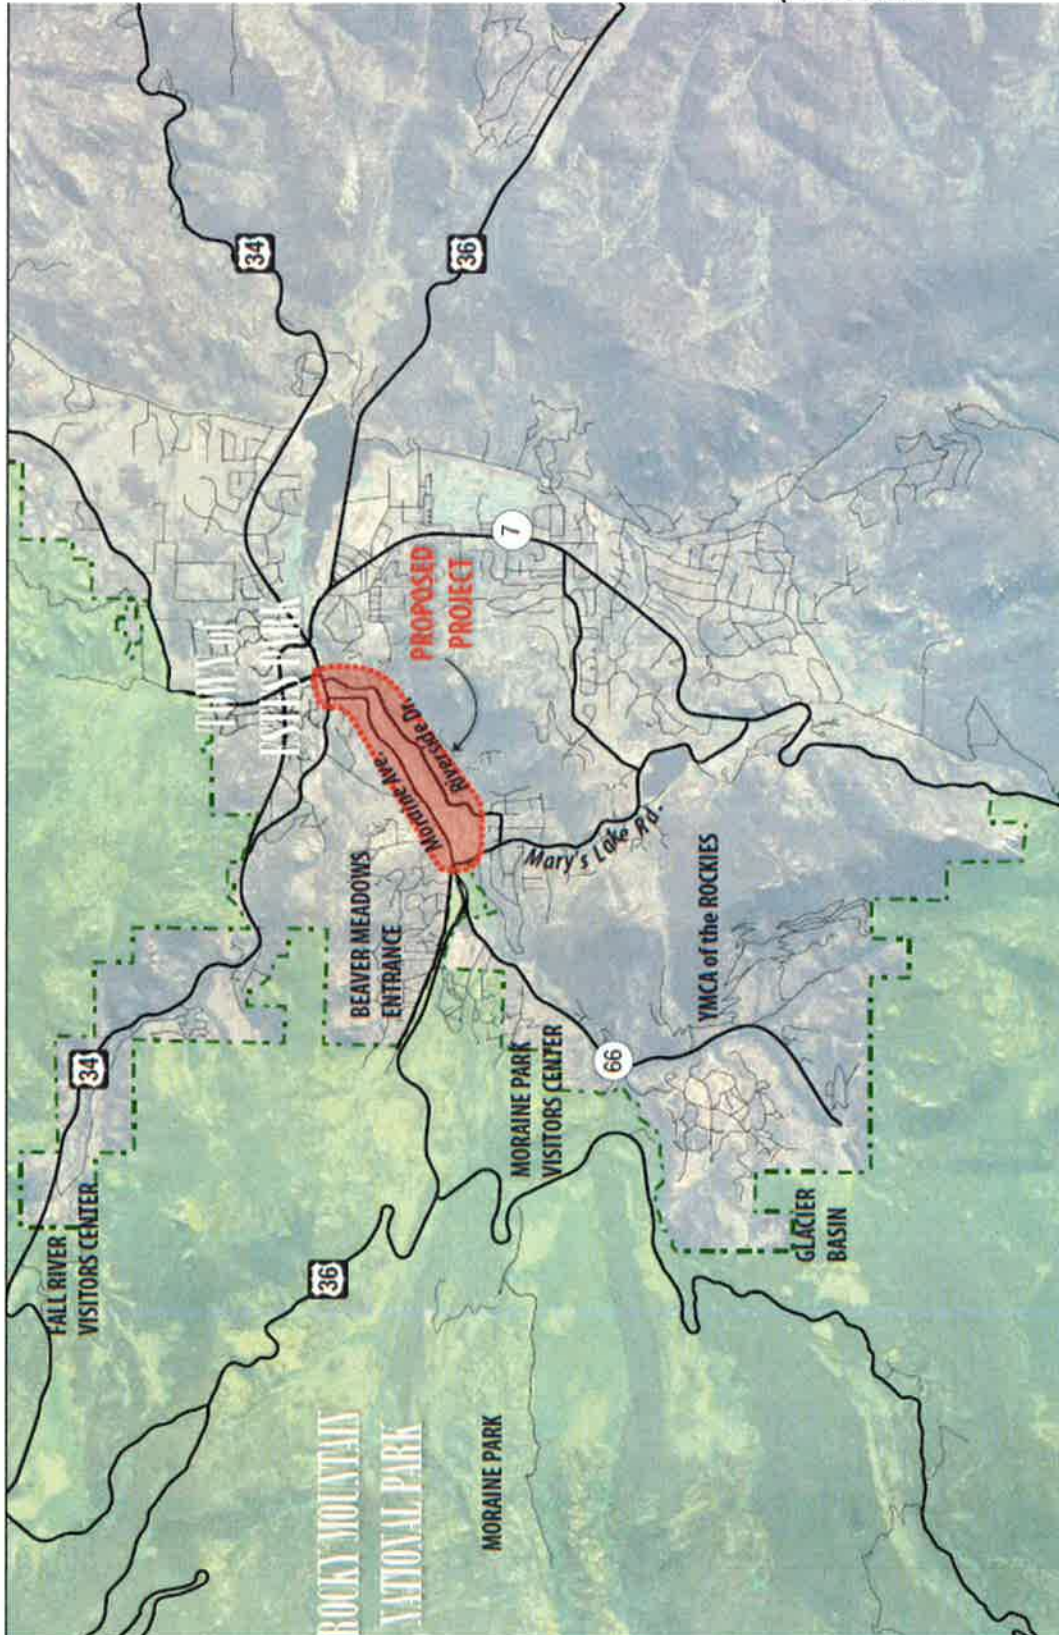 FALL RIVER
VISITORS CENTER
34
34
TOWN of
ESTES PARK
36
36
ROCKY MOUNTAIN
NATIONAL PARK
BEAVER MEADOWS
ENTRANCE
Moraine Ave.
Riverside Dr.
PROPOSED
PROJECT
7
MORAINE PARK
MORAINE PARK
VISITORS CENTER
Mary's Lake Rd.
66
YMCA of the ROCKIES
GLACIER
BASIN